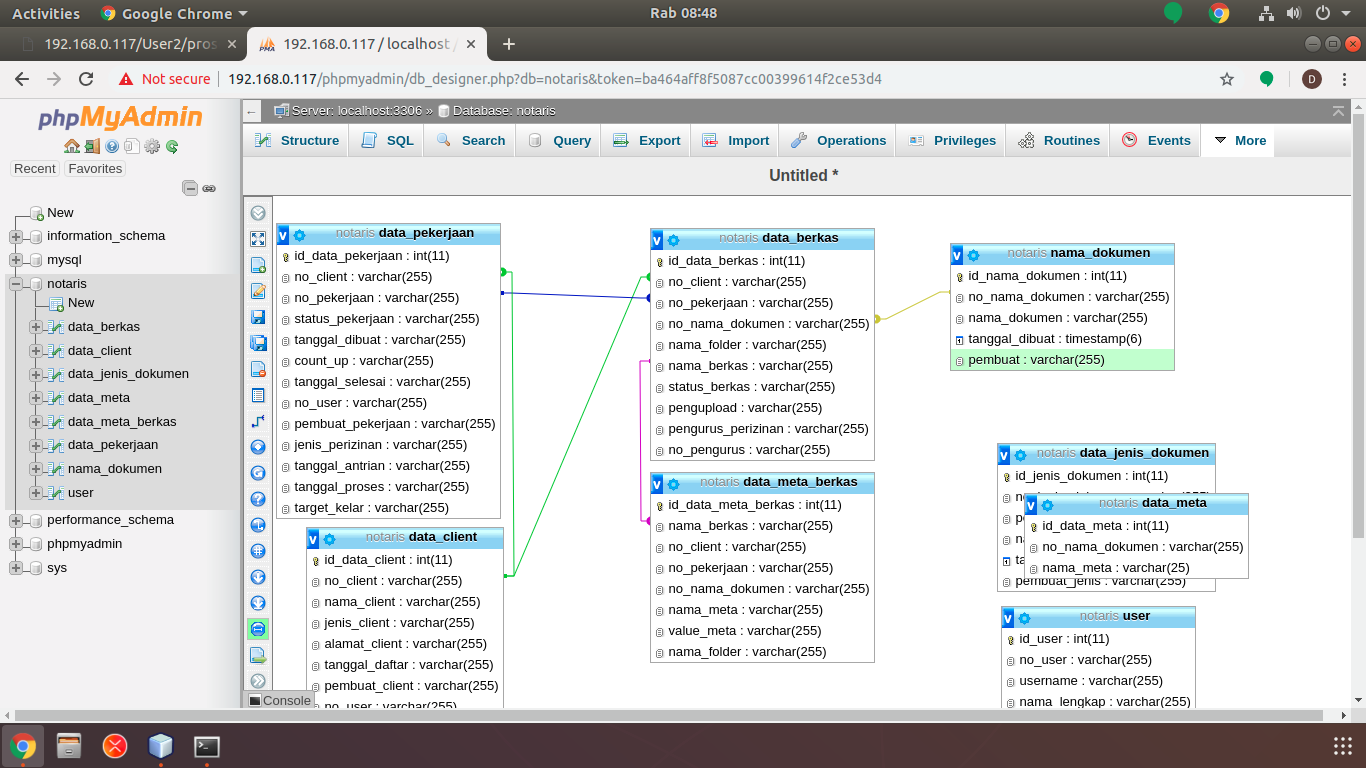 Activities
Google Chrome
Rab 08:48
192.168.0.117/User2/pros
192.168.0.117 / localhost /
Not secure
192.168.0.117/phpmyadmin/db_designer.php?db=notaris&token=ba464aff8f5087cc00399614f2ce53d4
D
phpMyAdmin
Recent
Favorites
New
information_schema
mysql
notaris
New
data_berkas
data_client
data_jenis_dokumen
data_meta
data_meta_berkas
data_pekerjaan
nama_dokumen
user
performance_schema
phpmyadmin
sys
Server: localhost:3306 » Database: notaris
Structure
SQL
Search
Query
Export
Import
Operations
Privileges
Routines
Events
More
Untitled *
v notaris data_pekerjaan
id_data_pekerjaan : int(11)
no_client : varchar(255)
no_pekerjaan : varchar(255)
status_pekerjaan : varchar(255)
tanggal_dibuat : varchar(255)
count_up : varchar(255)
tanggal_selesai : varchar(255)
no_user : varchar(255)
pembuat_pekerjaan : varchar(255)
jenis_perizinan : varchar(255)
tanggal_antrian : varchar(255)
tanggal_proses : varchar(255)
target_kelar : varchar(255)
v notaris data_client
id_data_client : int(11)
no_client : varchar(255)
nama_client : varchar(255)
jenis_client : varchar(255)
alamat_client : varchar(255)
tanggal_daftar : varchar(255)
pembuat_client : varchar(255)
no_user : varchar(255)
v notaris data_berkas
id_data_berkas : int(11)
no_client : varchar(255)
no_pekerjaan : varchar(255)
no_nama_dokumen : varchar(255)
nama_folder : varchar(255)
nama_berkas : varchar(255)
status_berkas : varchar(255)
pengupload : varchar(255)
pengurus_perizinan : varchar(255)
no_pengurus : varchar(255)
v notaris data_meta_berkas
id_data_meta_berkas : int(11)
nama_berkas : varchar(255)
no_client : varchar(255)
no_pekerjaan : varchar(255)
no_nama_dokumen : varchar(255)
nama_meta : varchar(255)
value_meta : varchar(255)
nama_folder : varchar(255)
v notaris nama_dokumen
id_nama_dokumen : int(11)
no_nama_dokumen : varchar(255)
nama_dokumen : varchar(255)
tanggal_dibuat : timestamp(6)
pembuat : varchar(255)
v notaris data_jenis_dokumen
id_jenis_dokumen : int(11)
pembuat_jenis : varchar(255)
v notaris data_meta
id_data_meta : int(11)
no_nama_dokumen : varchar(255)
nama_meta : varchar(25)
v notaris user
id_user : int(11)
no_user : varchar(255)
username : varchar(255)
nama_lengkap : varchar(255)
Console